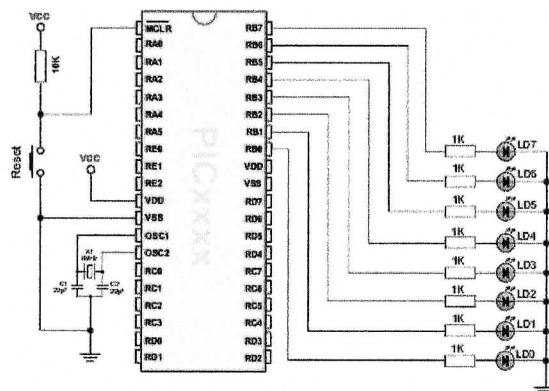 VCC
10K
Reset
VCC
MCLR
RA0
RA1
RA2
RA3
RA4
RA5
RE0
RE1
RE2
VDD
VSS
OSC1
OSC2
RC0
RC1
RC2
RC3
RD0
RD1
PICxxxx
RB7
RB6
RB5
RB4
RB3
RB2
RB1
RB0
VDD
VSS
RD7
RD6
RD5
RD4
RC7
RC6
RC5
RC4
RD3
RD2
X1
C1
22pF
C2
22pF
1K LD7
1K LD6
1K LD5
1K LD4
1K LD3
1K LD2
1K LD1
1K LD0